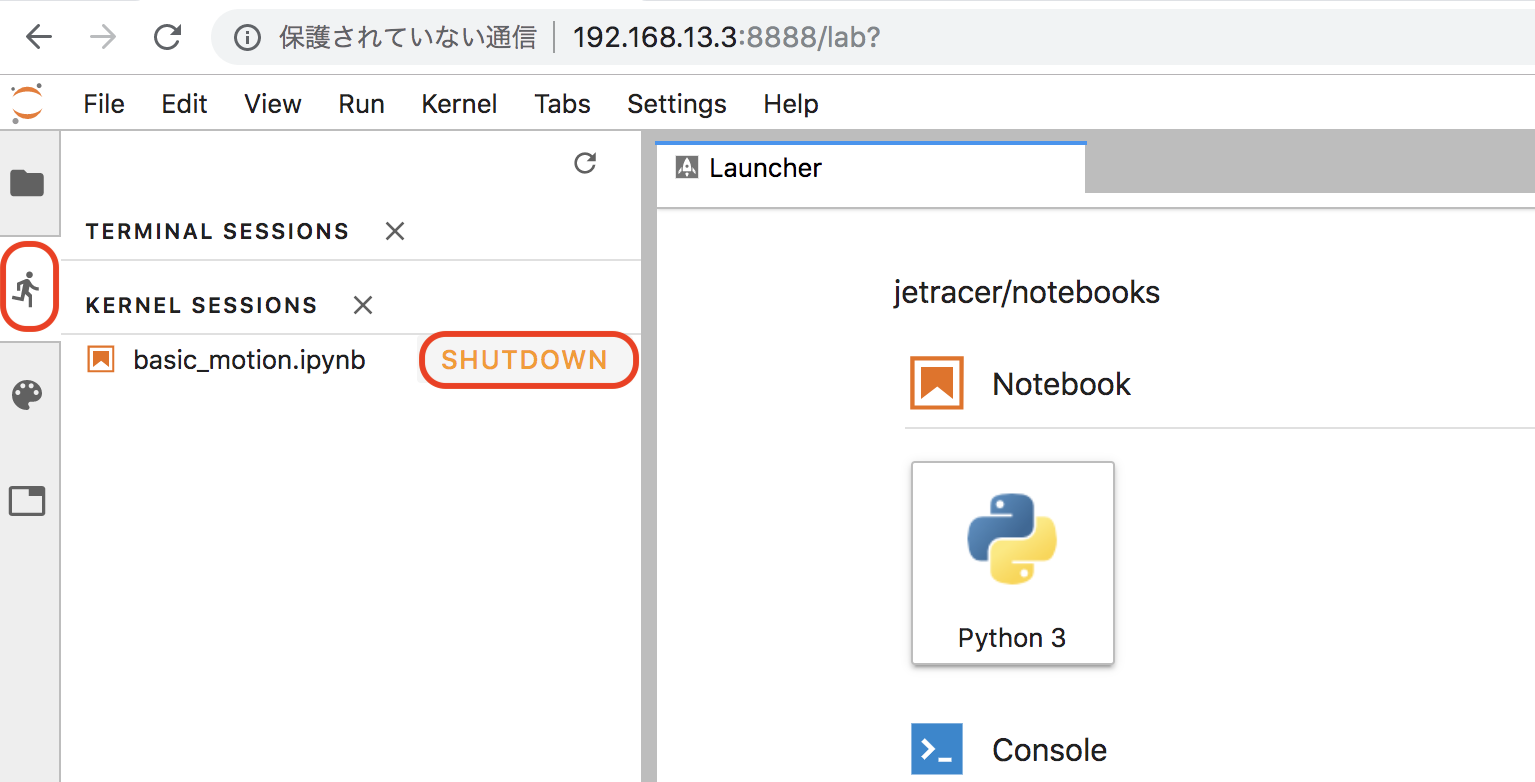 保護されていない通信 192.168.13.3:8888/lab?
File Edit View Run Kernel Tabs Settings Help
Launcher
TERMINAL SESSIONS
KERNEL SESSIONS
basic_motion.ipynb SHUTDOWN
jetracer/notebooks
Notebook
Python 3
Console